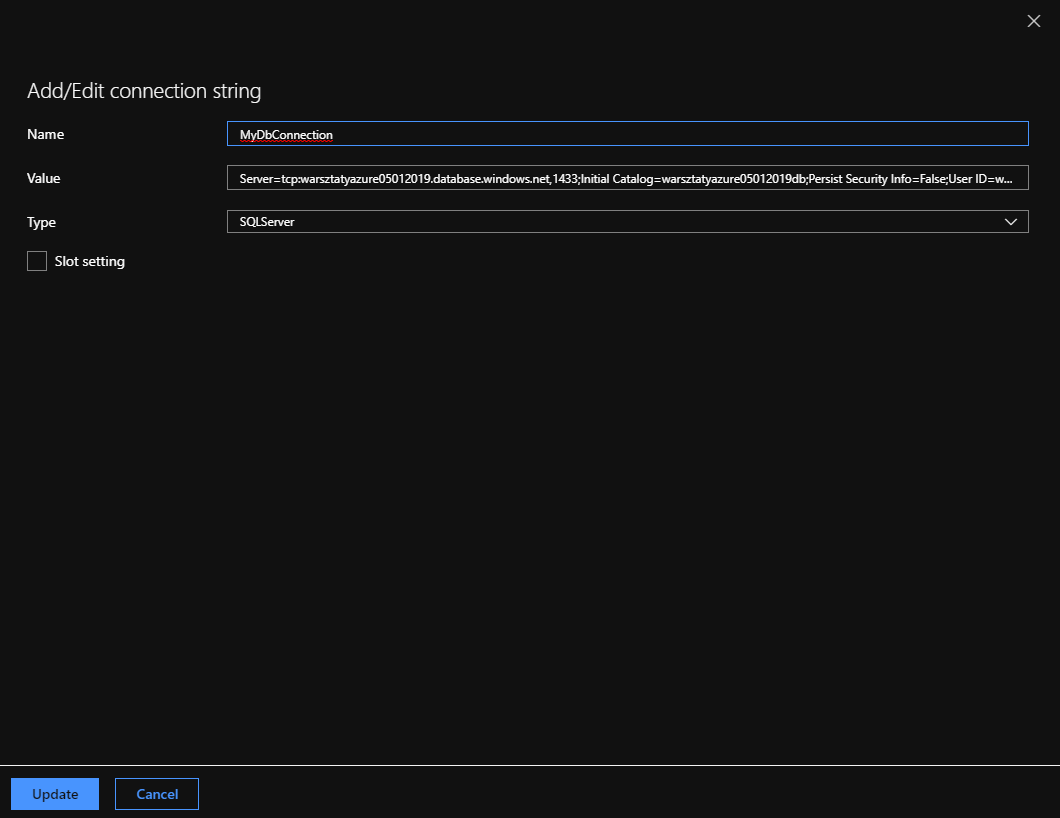 Add/Edit connection string
Name
MyDbConnection
Value
Server=tcp:warsztatyazure05012019.database.windows.net,1433;Initial Catalog=warsztatyazure05012019db;Persist Security Info=False;User ID=w...
Type
SQLServer
Slot setting
Update
Cancel